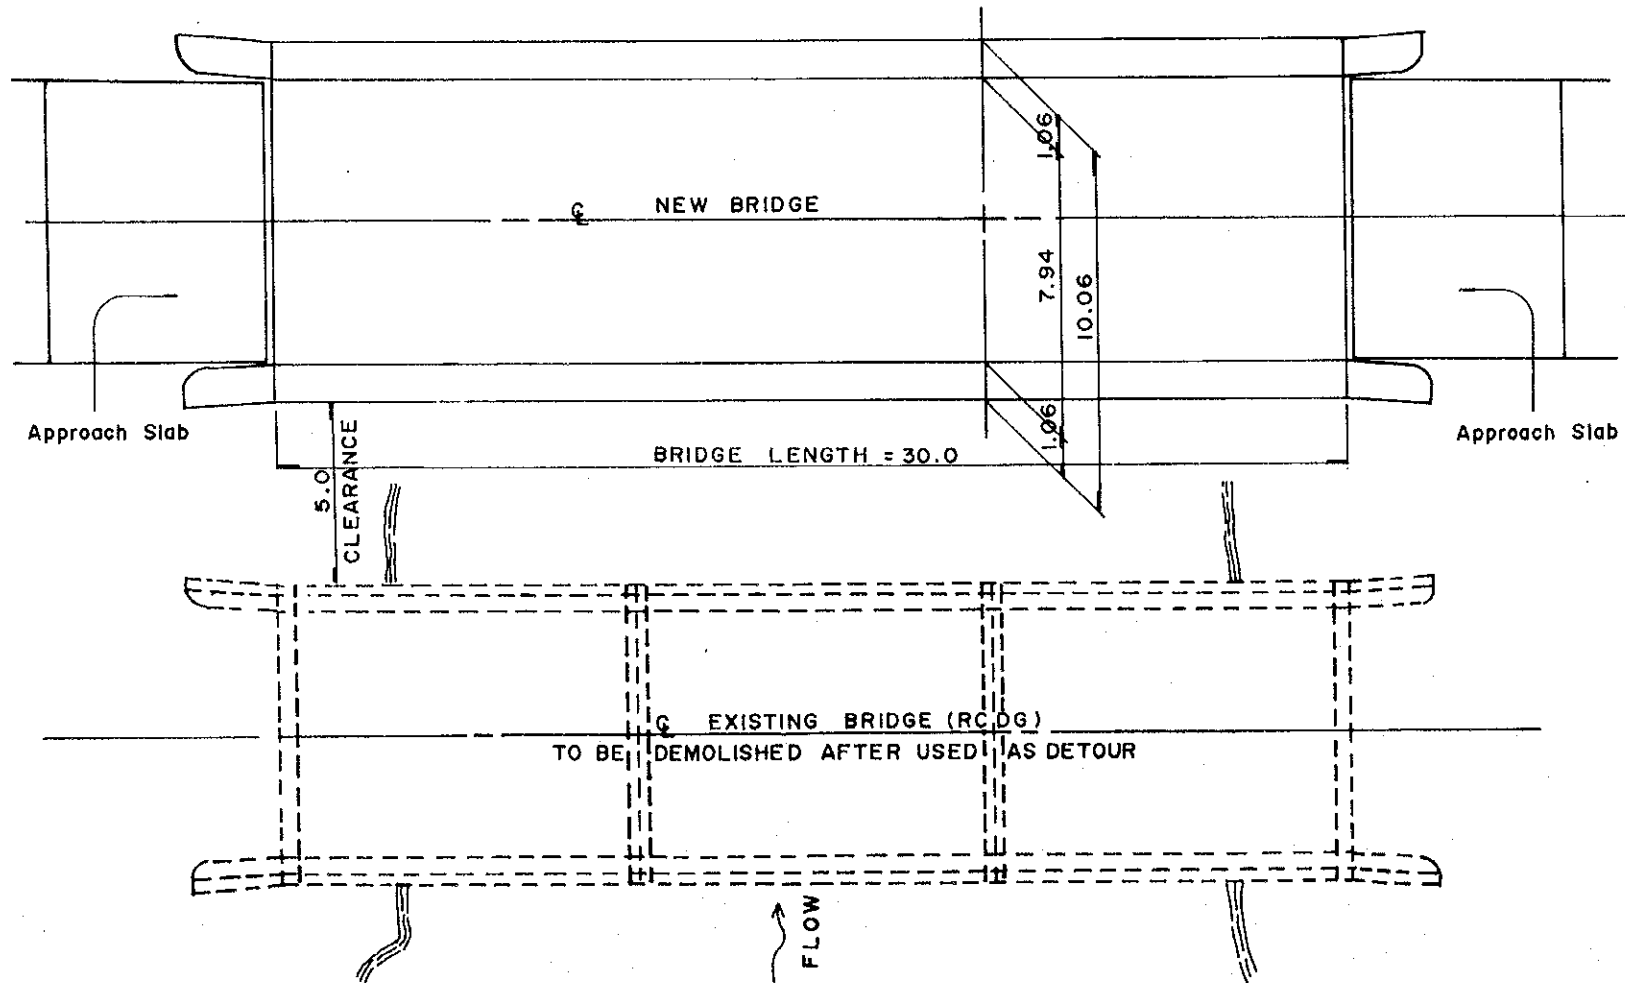 1.06
℄ NEW BRIDGE
7.94
10.06
Approach Slab
Approach Slab
1.06
BRIDGE LENGTH = 30.0
5.0
CLEARANCE
℄ EXISTING BRIDGE (RCDG)
TO BE DEMOLISHED AFTER USED AS DETOUR
FLOW